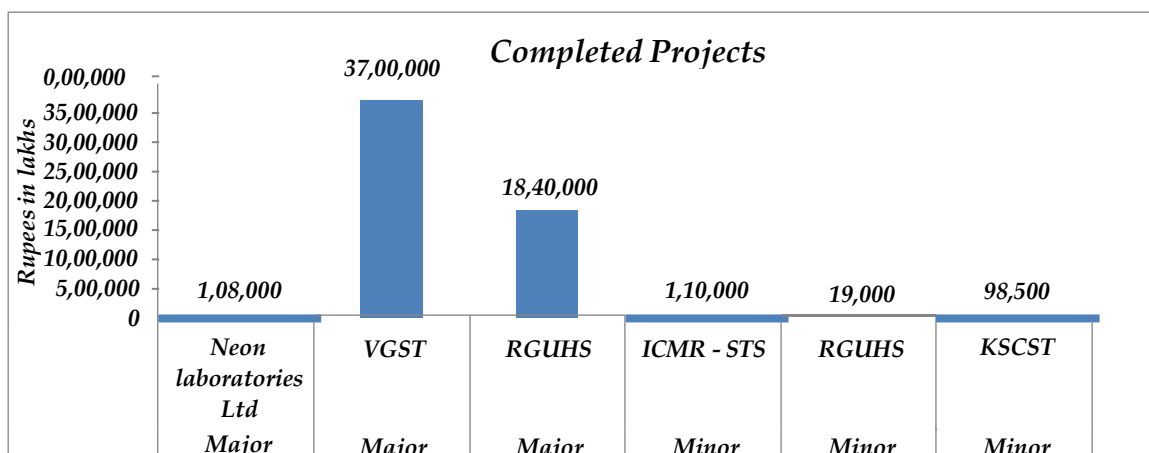 Completed Projects
Rupees in lakhs
0,00,000
35,00,000
30,00,000
25,00,000
20,00,000
15,00,000
10,00,000
5,00,000
0
1,08,000
37,00,000
18,40,000
1,10,000
19,000
98,500
Neon
laboratories
Ltd
VGST
RGUHS
ICMR - STS
RGUHS
KSCST
Major
Major
Major
Minor
Minor
Minor